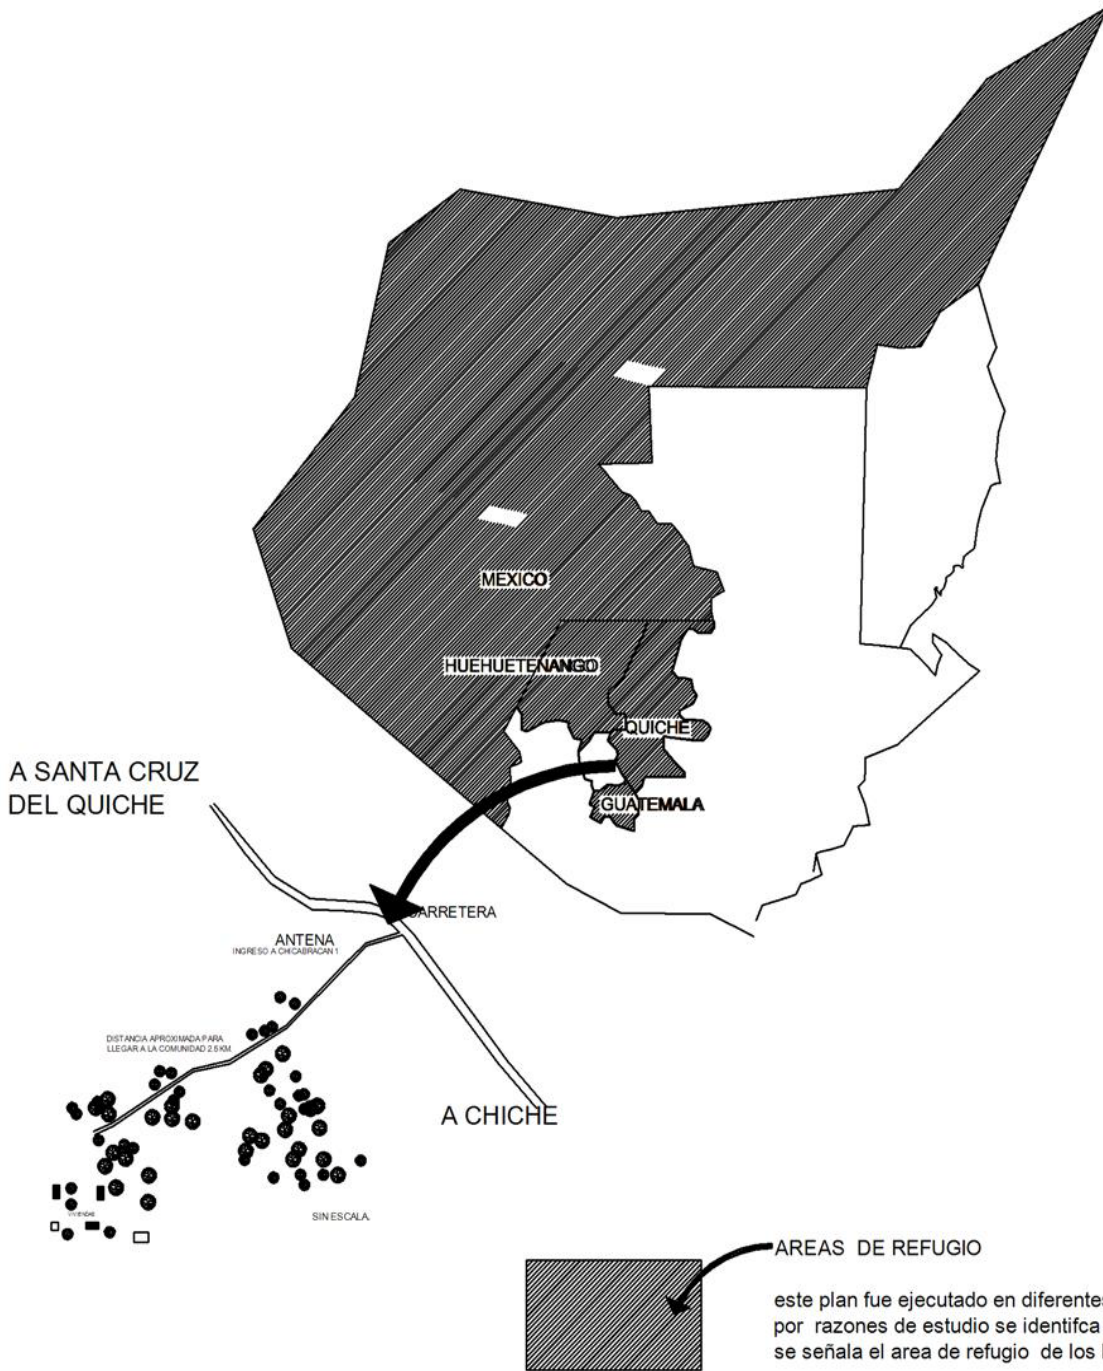 MEXICO
HUEHUETENANGO
QUICHE
GUATEMALA
A SANTA CRUZ
DEL QUICHE
CARRETERA
ANTENA
INGRESO A CHICABRACAN 1
DISTANCIA APROXIMADA PARA
LLEGAR A LA COMUNIDAD 2.5 KM.
A CHICHE
VIVIENDAS
SIN ESCALA.
AREAS DE REFUGIO
este plan fue ejecutado en diferentes
por razones de estudio se identifca
se señala el area de refugio de los